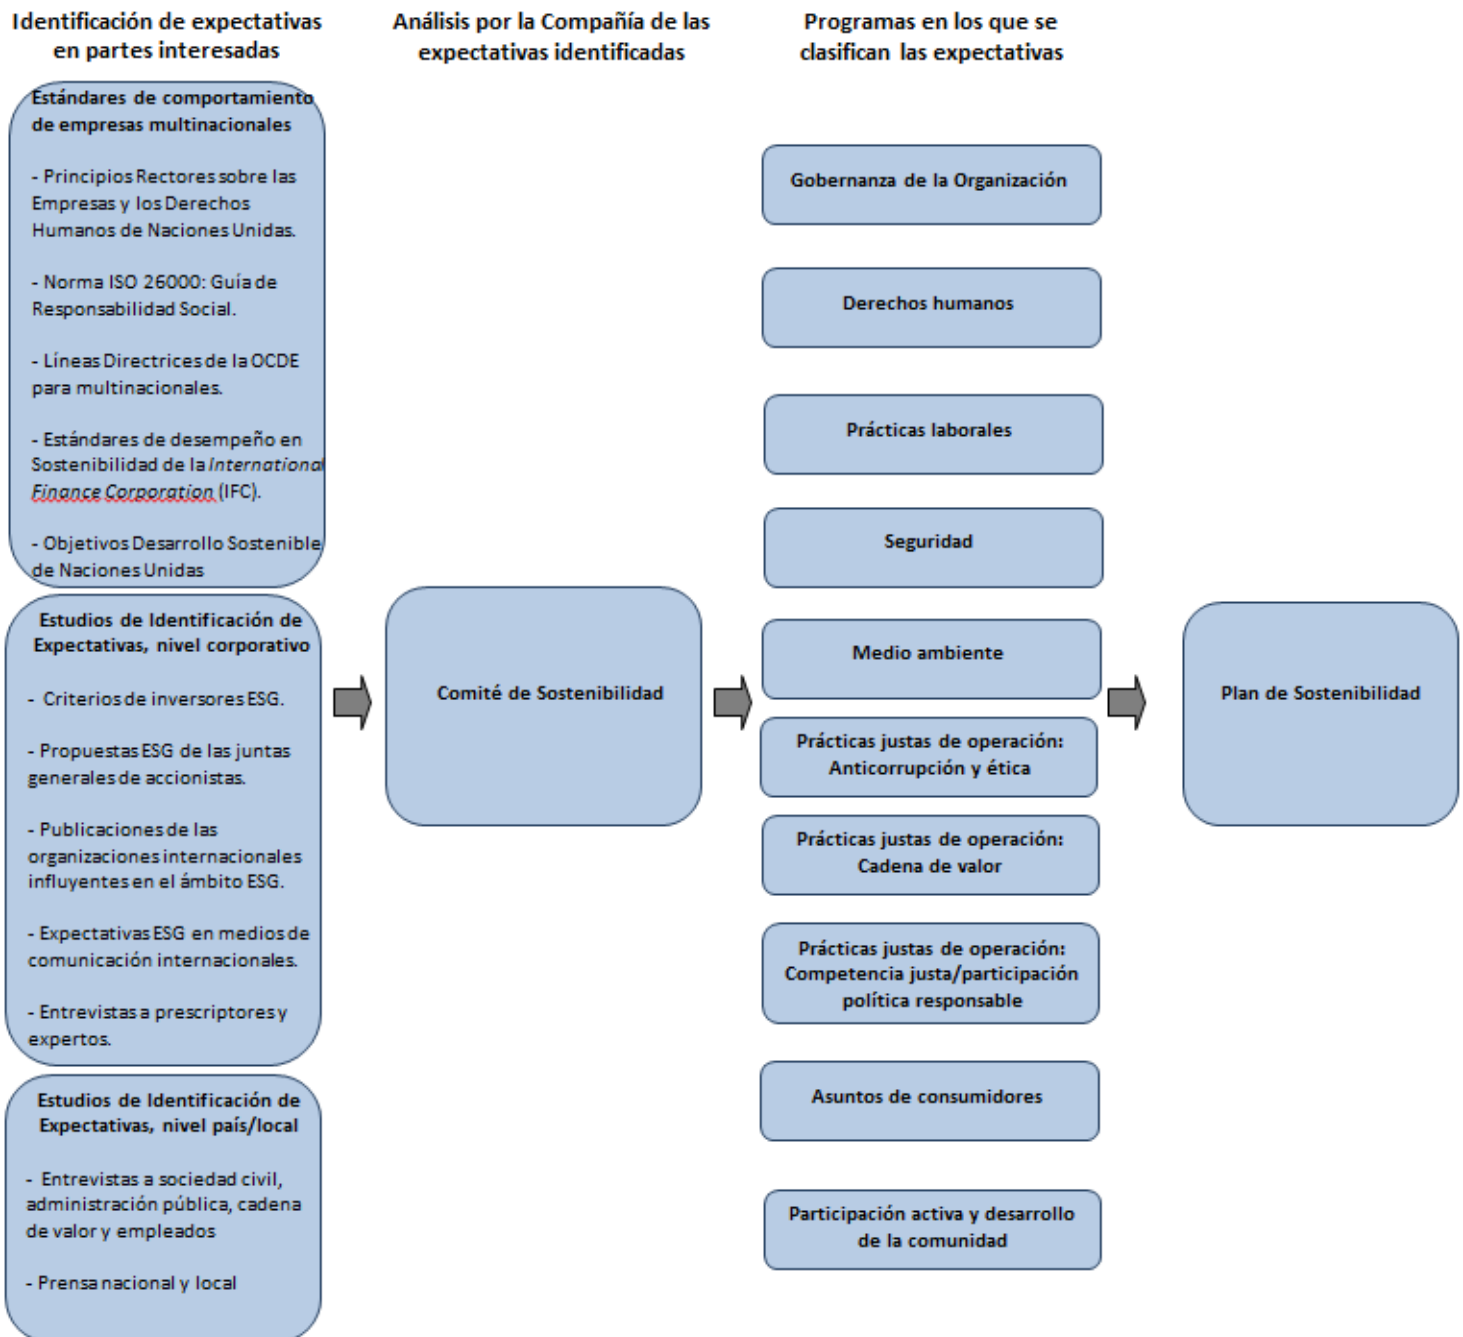 Identificación de expectativas
en partes interesadas
Análisis por la Compañía de las
expectativas identificadas
Programas en los que se
clasifican las expectativas
Estándares de comportamiento
de empresas multinacionales
- Principios Rectores sobre las
Empresas y los Derechos
Humanos de Naciones Unidas.
- Norma ISO 26000: Guía de
Responsabilidad Social.
- Líneas Directrices de la OCDE
para multinacionales.
- Estándares de desempeño en
Sostenibilidad de la International
Finance Corporation (IFC).
- Objetivos Desarrollo Sostenible
de Naciones Unidas
Estudios de Identificación de
Expectativas, nivel corporativo
- Criterios de inversores ESG.
- Propuestas ESG de las juntas
generales de accionistas.
- Publicaciones de las
organizaciones internacionales
influyentes en el ámbito ESG.
- Expectativas ESG en medios de
comunicación internacionales.
- Entrevistas a prescriptores y
expertos.
Estudios de Identificación de
Expectativas, nivel país/local
- Entrevistas a sociedad civil,
administración pública, cadena
de valor y empleados
- Prensa nacional y local
Comité de Sostenibilidad
Gobernanza de la Organización
Derechos humanos
Prácticas laborales
Seguridad
Medio ambiente
Prácticas justas de operación:
Anticorrupción y ética
Prácticas justas de operación:
Cadena de valor
Prácticas justas de operación:
Competencia justa/participación
política responsable
Asuntos de consumidores
Participación activa y desarrollo
de la comunidad
Plan de Sostenibilidad